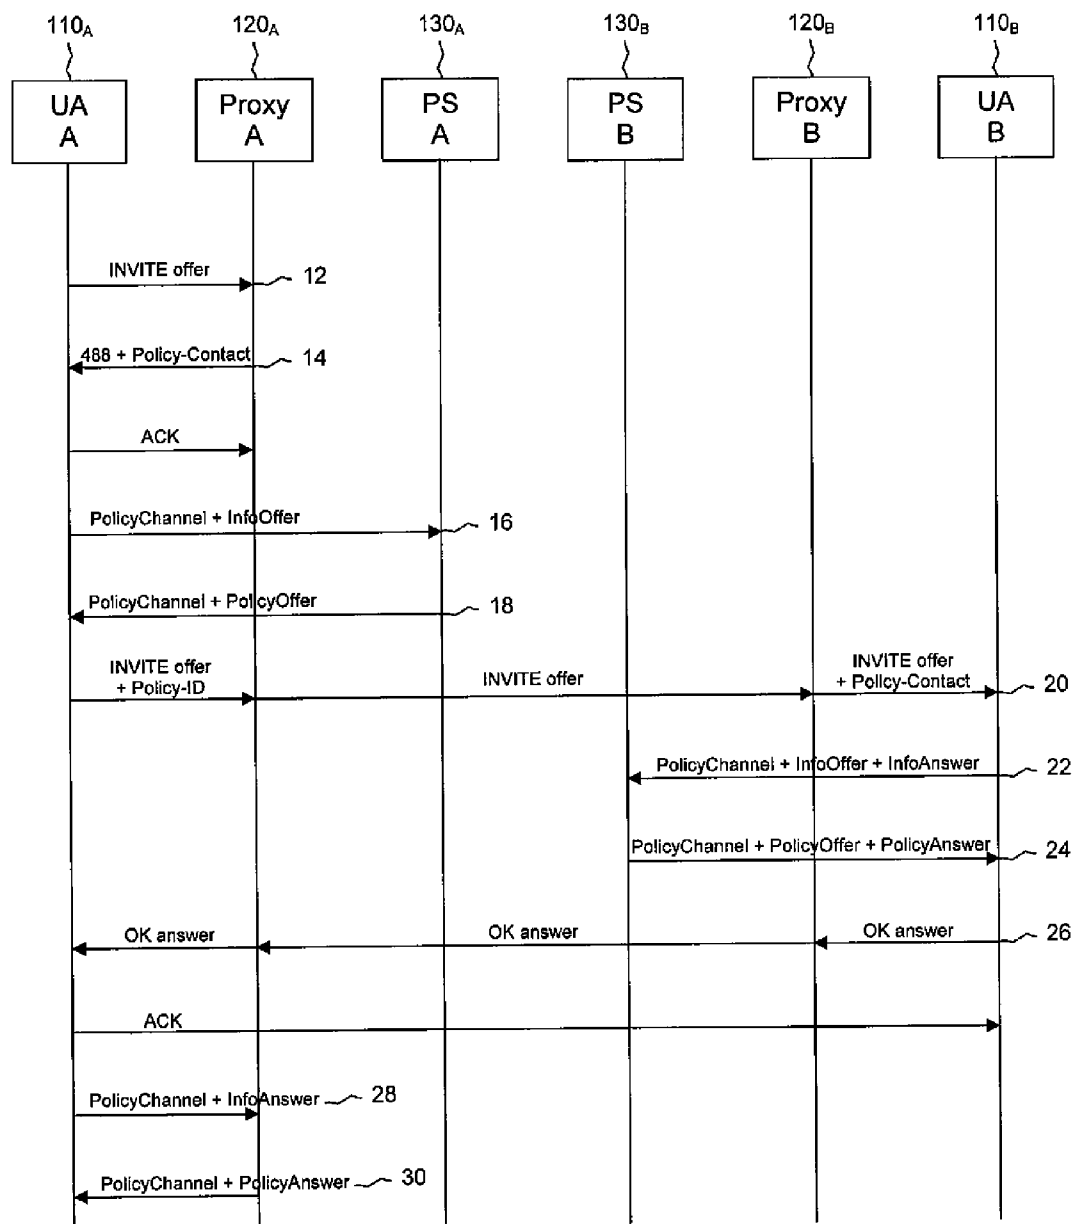 110A 120A 130A 130B 120B 110B
UA Proxy PS PS Proxy UA
A A A B B B
INVITE offer 12
488 + Policy-Contact 14
ACK
PolicyChannel + InfoOffer 16
PolicyChannel + PolicyOffer 18
INVITE offer
+ Policy-ID
INVITE offer
INVITE offer
+ Policy-Contact 20
PolicyChannel + InfoOffer + InfoAnswer 22
PolicyChannel + PolicyOffer + PolicyAnswer 24
OK answer OK answer OK answer 26
ACK
PolicyChannel + InfoAnswer 28
PolicyChannel + PolicyAnswer 30